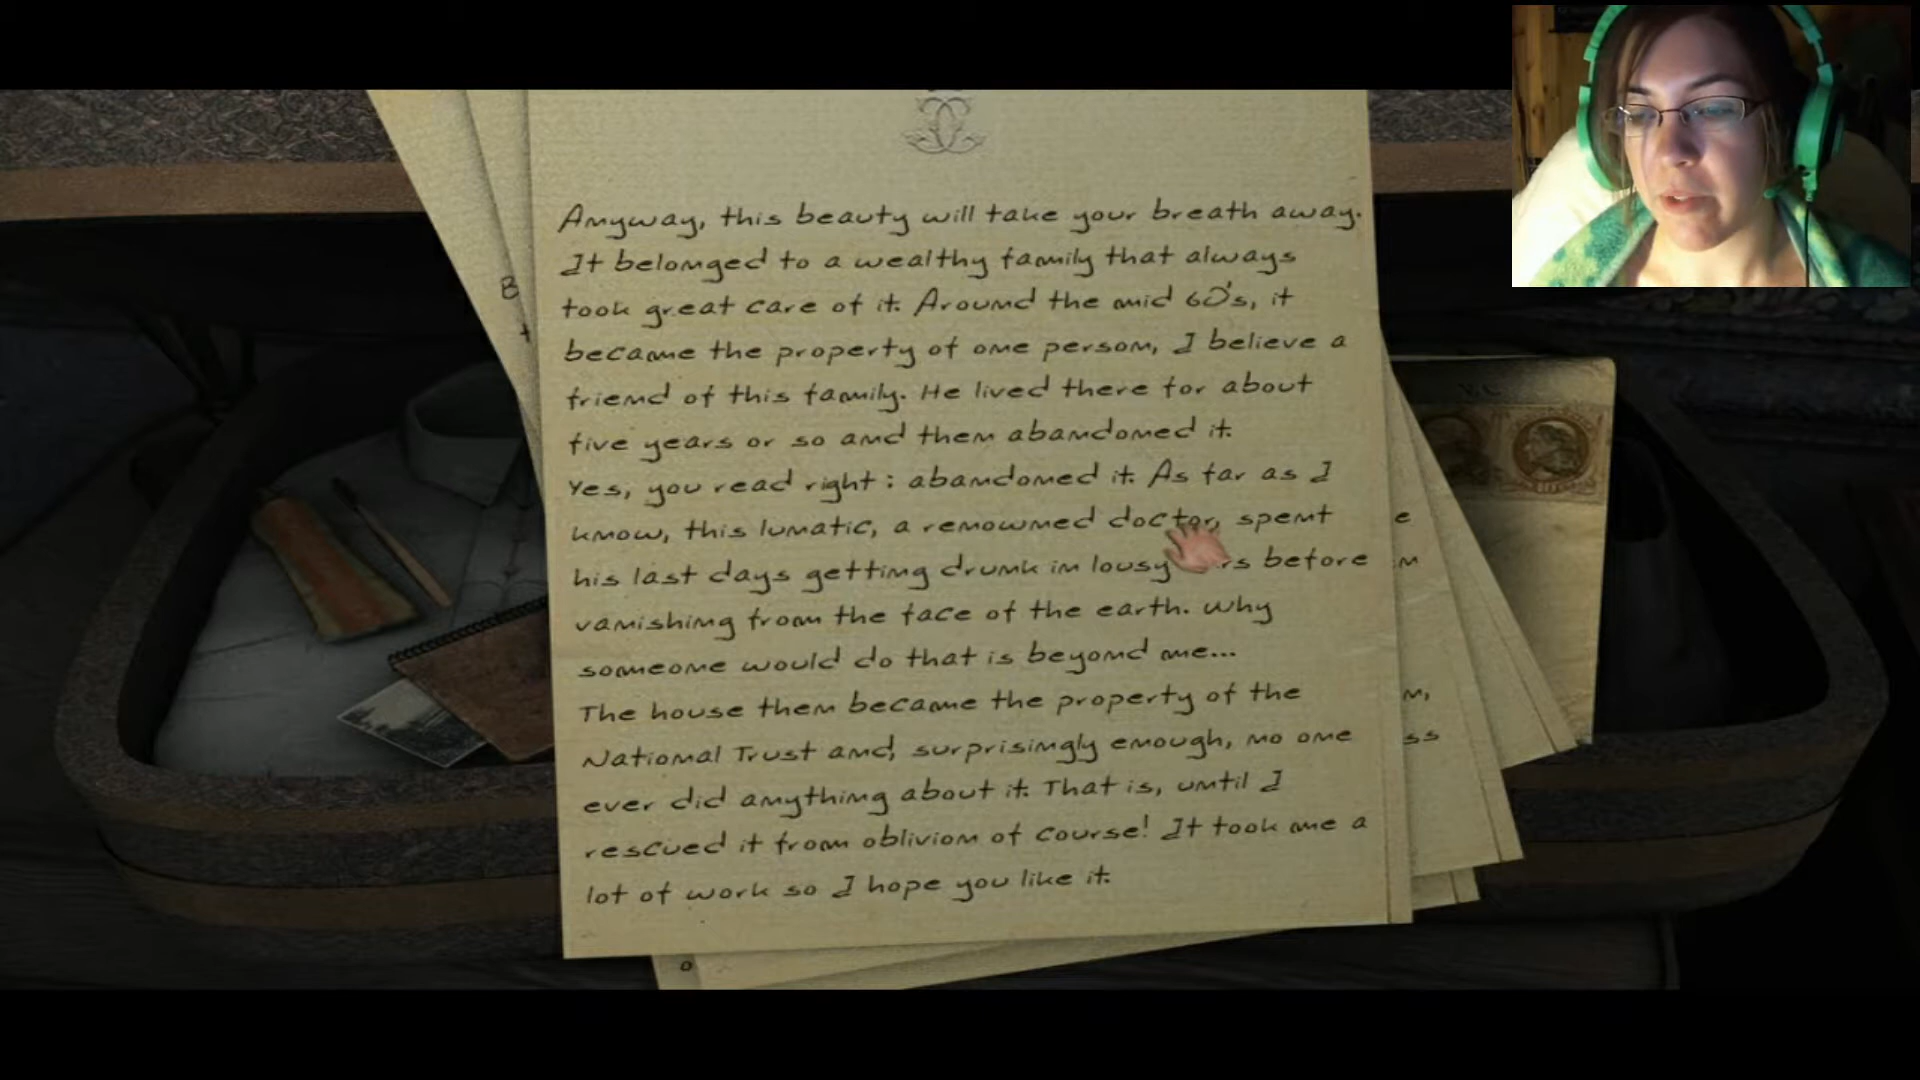 Anyway, this beauty will take your breath away.
It belonged to a wealthy family that always
took great care of it. Around the mid 60's, it
became the property of one person, I believe a
friend of this family. He lived there for about
five years or so and then abandoned it.
Yes, you read right: abandoned it. As far as I
know, this lunatic, a renowned doctor, spent
his last days getting drunk in lousy before
vanishing from the face of the earth. Why
someone would do that is beyond me...
The house then became the property of the
National Trust and, surprisingly enough, no one
ever did anything about it. That is, until I
rescued it from oblivion of course! It took me a
lot of work so I hope you like it.